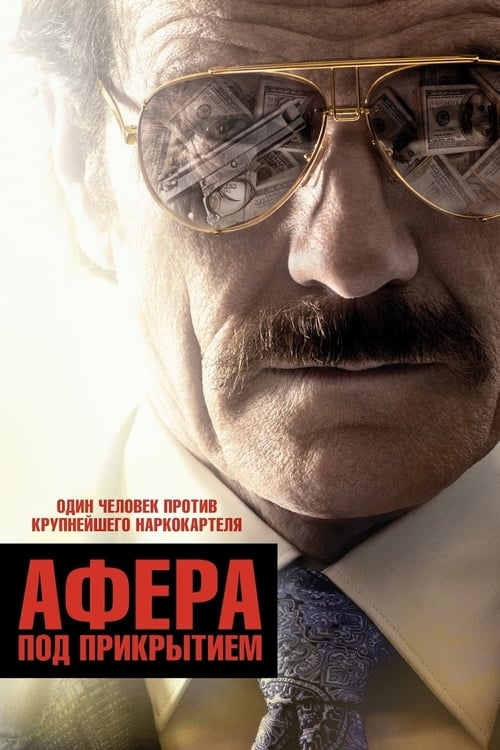 ОДИН ЧЕЛОВЕК ПРОТИВ
КРУПНЕЙШЕГО НАРКОКАРТЕЛЯ
АФЕРА
ПОД ПРИКРЫТИЕМ